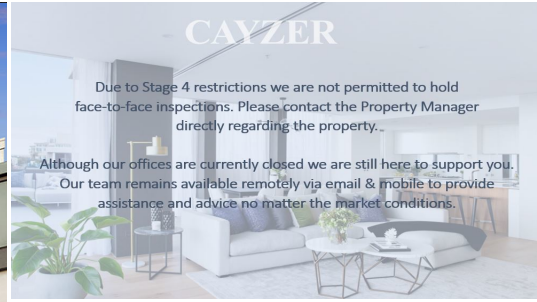 CAYZER
Due to Stage 4 restrictions we are not permitted to hold
face-to-face inspections. Please contact the Property Manager
directly regarding the property.
Although our offices are currently closed we are still here to support you.
Our team remains available remotely via email & mobile to provide
assistance and advice no matter the market conditions.